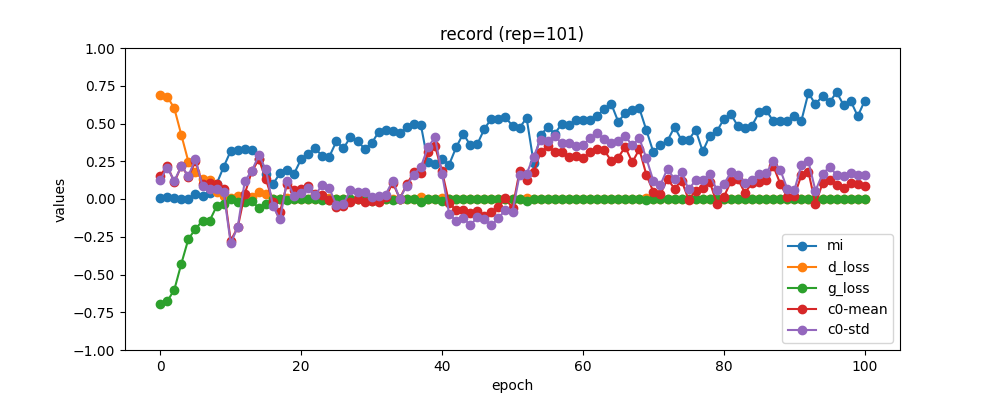 record (rep=101)
1.00
0.75
0.50
0.25
0.00
−0.25
−0.50
−0.75
−1.00
values
0 20 40 60 80 100
epoch
mi
d_loss
g_loss
c0-mean
c0-std